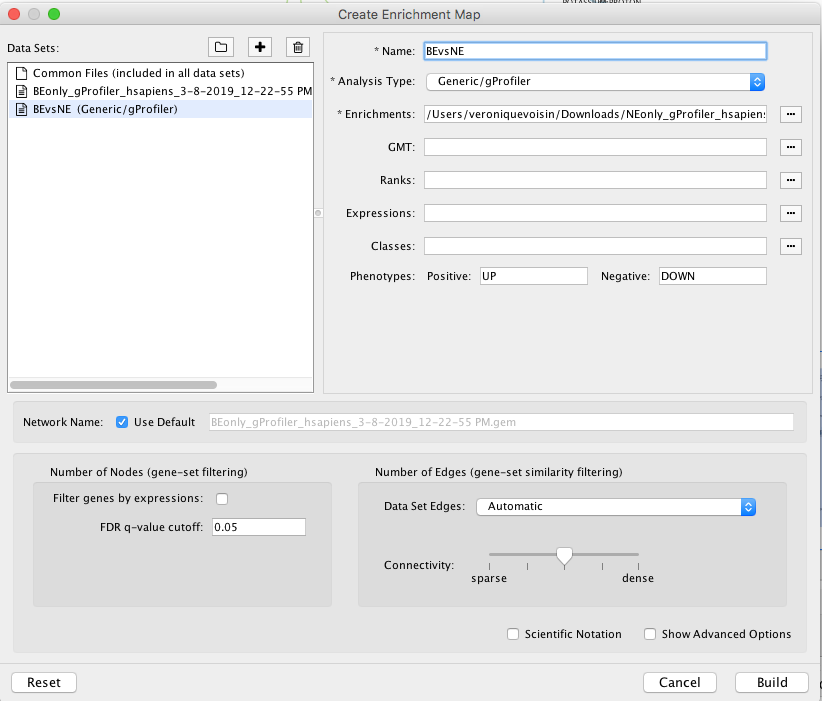 Create Enrichment Map
Data Sets:
Common Files (included in all data sets)
BEonly_gProfiler_hsapiens_3-8-2019_12-22-55 PM
BEvsNE (Generic/gProfiler)
* Name: BEvsNE
* Analysis Type: Generic/gProfiler
* Enrichments: /Users/veroniquevoisin/Downloads/NEonly_gProfiler_hsapiens
GMT:
Ranks:
Expressions:
Classes:
Phenotypes: Positive: UP Negative: DOWN
Network Name: Use Default BEonly_gProfiler_hsapiens_3-8-2019_12-22-55 PM.gem
Number of Nodes (gene-set filtering)
Filter genes by expressions:
FDR q-value cutoff: 0.05
Number of Edges (gene-set similarity filtering)
Data Set Edges: Automatic
Connectivity:
sparse dense
Scientific Notation Show Advanced Options
Reset Cancel Build